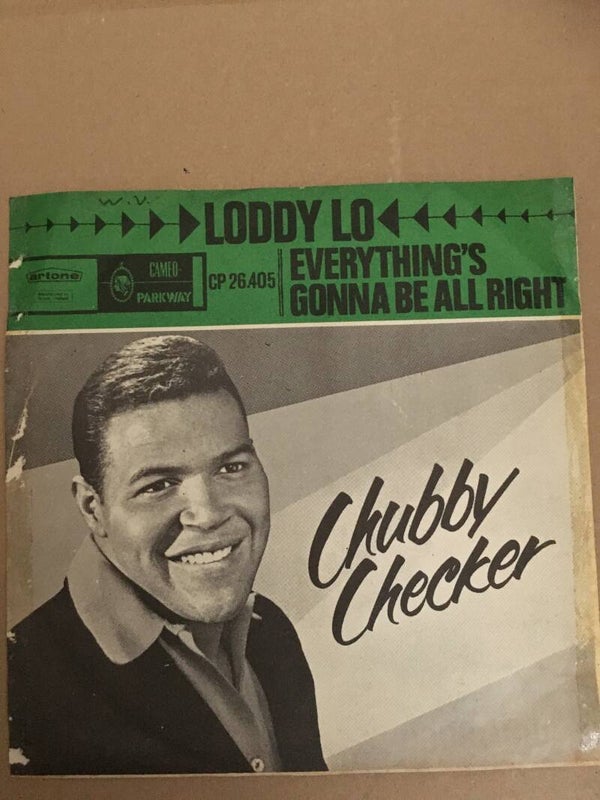 W.V.
LODDY LO
artone
CAMEO
PARKWAY
CP 26.405
EVERYTHING'S
GONNA BE ALL RIGHT
Chubby
Checker